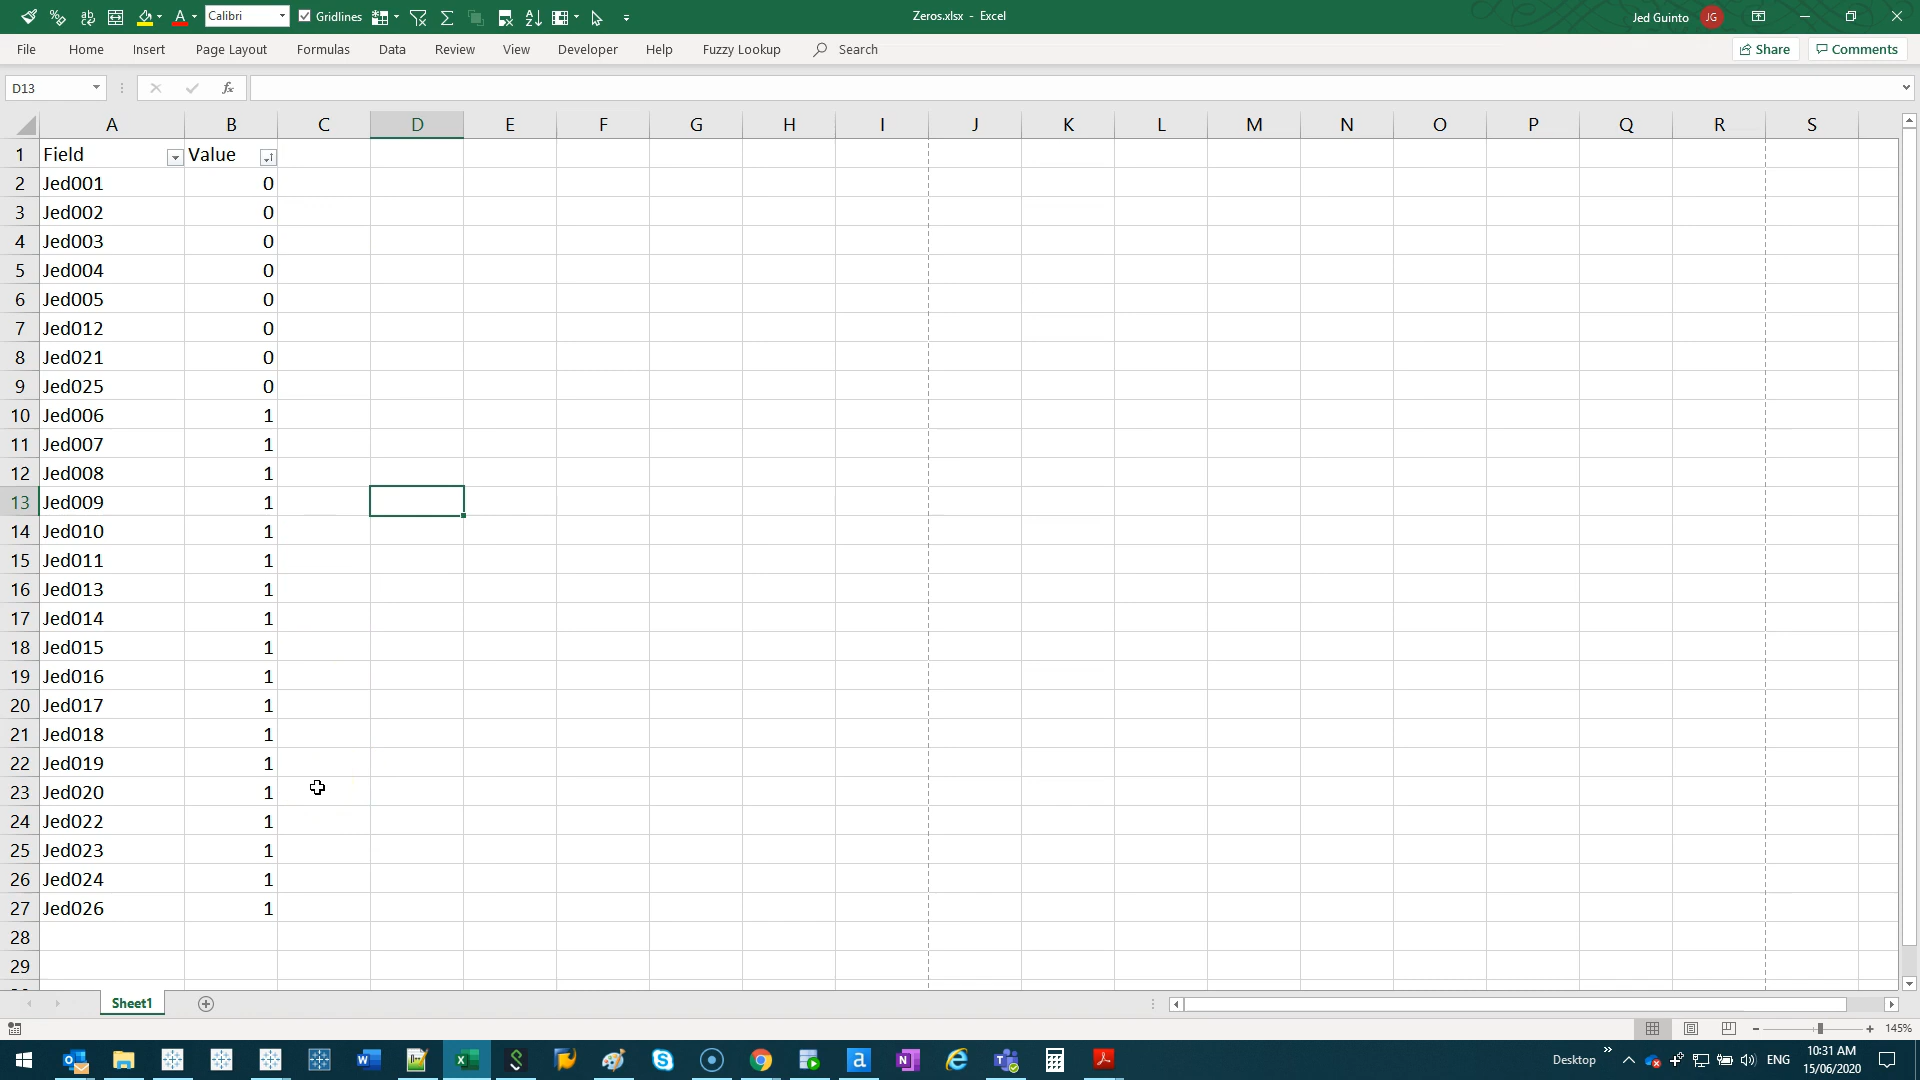 Calibri
Gridlines
Zeros.xlsx - Excel
Jed Guinto
JG
File Home Insert Page Layout Formulas Data Review View Developer Help Fuzzy Lookup Search
Share
Comments
D13
fx
A B C D E F G H I J K L M N O P Q R S
1 Field Value
2 Jed001 0
3 Jed002 0
4 Jed003 0
5 Jed004 0
6 Jed005 0
7 Jed012 0
8 Jed021 0
9 Jed025 0
10 Jed006 1
11 Jed007 1
12 Jed008 1
13 Jed009 1
14 Jed010 1
15 Jed011 1
16 Jed013 1
17 Jed014 1
18 Jed015 1
19 Jed016 1
20 Jed017 1
21 Jed018 1
22 Jed019 1
23 Jed020 1
24 Jed022 1
25 Jed023 1
26 Jed024 1
27 Jed026 1
28
29
Sheet1
145%
Desktop
ENG
10:31 AM
15/06/2020